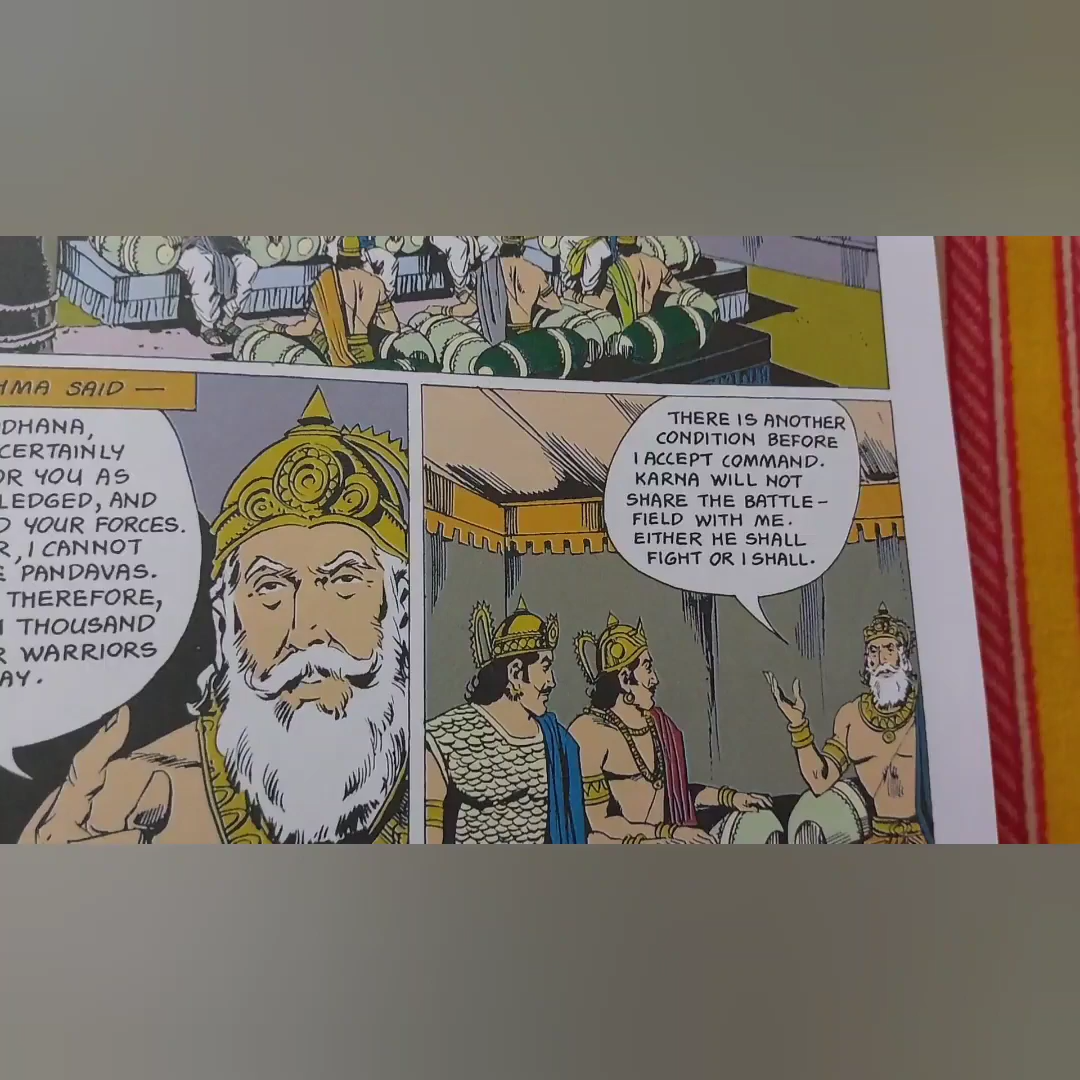 HMA SAID —
DHANA,
CERTAINLY
OR YOU AS
LEDGED, AND
D YOUR FORCES.
R, I CANNOT
E PANDAVAS.
THEREFORE,
THOUSAND
R WARRIORS
AY.
THERE IS ANOTHER
CONDITION BEFORE
I ACCEPT COMMAND.
KARNA WILL NOT
SHARE THE BATTLE-
FIELD WITH ME.
EITHER HE SHALL
FIGHT OR I SHALL.